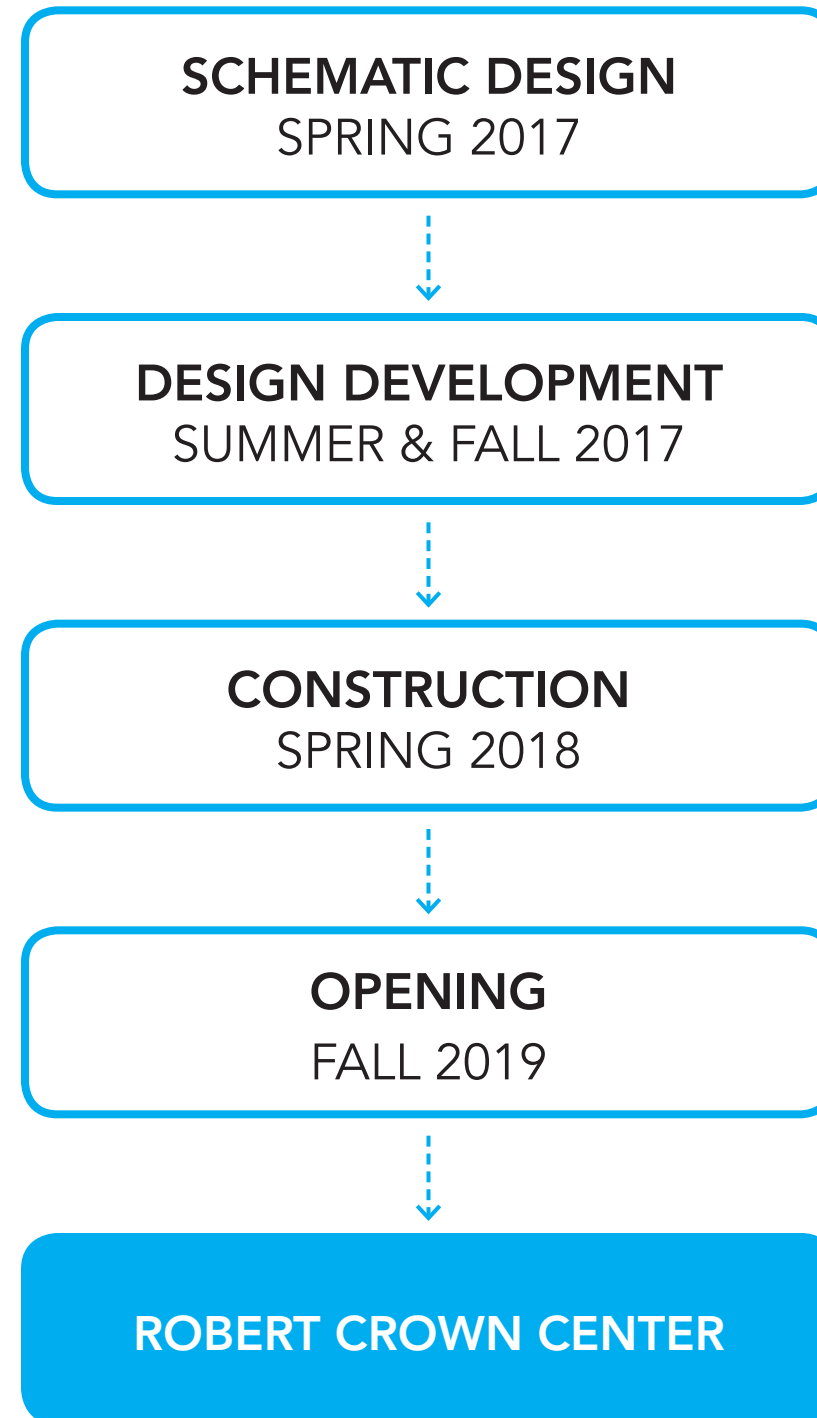 SCHEMATIC DESIGN
SPRING 2017
DESIGN DEVELOPMENT
SUMMER & FALL 2017
CONSTRUCTION
SPRING 2018
OPENING
FALL 2019
ROBERT CROWN CENTER